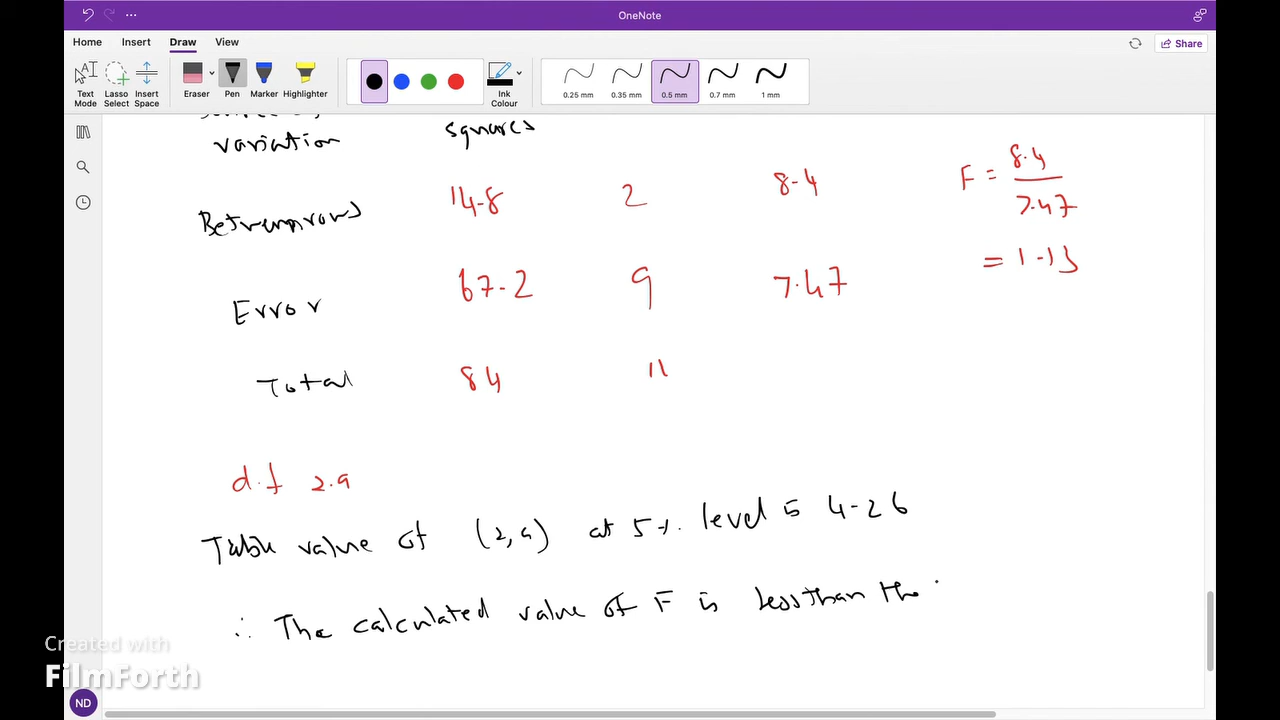 OneNote
Home Insert Draw View
Share
Text Mode
Lasso Select
Insert Space
Eraser
Pen
Marker
Highlighter
Ink Colour
0.25 mm
0.35 mm
0.5 mm
0.7 mm
1 mm
variation squares
14.8 2 8.4 F = 8.4 / 7.47
= 1.13
Error 67.2 9 7.47
Total 84 11
d.f 2.9
Table value of (2,9) at 5%. level is 4.26
∴ The calculated value of F is less than the
Created with
FilmForth
ND